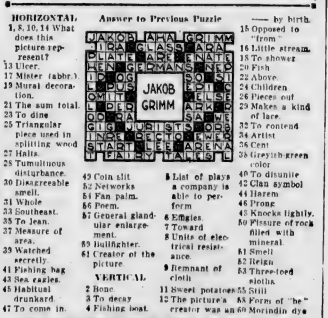 HORIZONTAL
1, 8, 10, 14 What
does this
picture rep-
resent?
13 Ulcer.
17 Mister (abbr.).
19 Mural decora-
tion.
21 The sum total.
23 To dine
25 Triangular
piece used in
splitting wood
27 Halts.
28 Tumultuous
disturbance.
30 Disagreeable
smell.
31 Whole
33 Southeast.
35 To lean.
37 Measure of
area.
39 Watched
secretly.
41 Fishing bag
43 Sea eagles.
45 Habitual
drunkard.
47 To come in.
Answer to Previous Puzzle
JAKOB AHA GRIMM
JAKOB
GRIMM
49 Coin slit
52 Networks
54 Fan palm.
56 Poem.
57 General gland-
ular enlarge-
ment.
59 Bullfighter.
61 Creator of the
picture.
VERTICAL
2 Bone
3 To decay
4 Fishing boat.
5 List of plays
a company is
able to per-
form
6 Effigies.
7 Toward
8 Units of elec-
trical resist-
ance.
9 Remnant of
cloth
11 Sweet potatoes
12 The picture's
creator was an
— by birth.
15 Opposed to
"from"
16 Little stream.
18 To shower
20 Fish
22 Above.
24 Children
26 Pieces out
29 Makes a kind
of lace.
32 To contend
34 Artist
36 Cent
38 Greyish-green
color
40 To disunite
42 Clan symbol
44 Harem
46 Prong
48 Knocks lightly.
50 Fissure of rock
filled with
mineral.
51 Smell
52 Reign
53 Three-toed
sloths.
55 Still
58 Form of "be"
60 Morindin dye